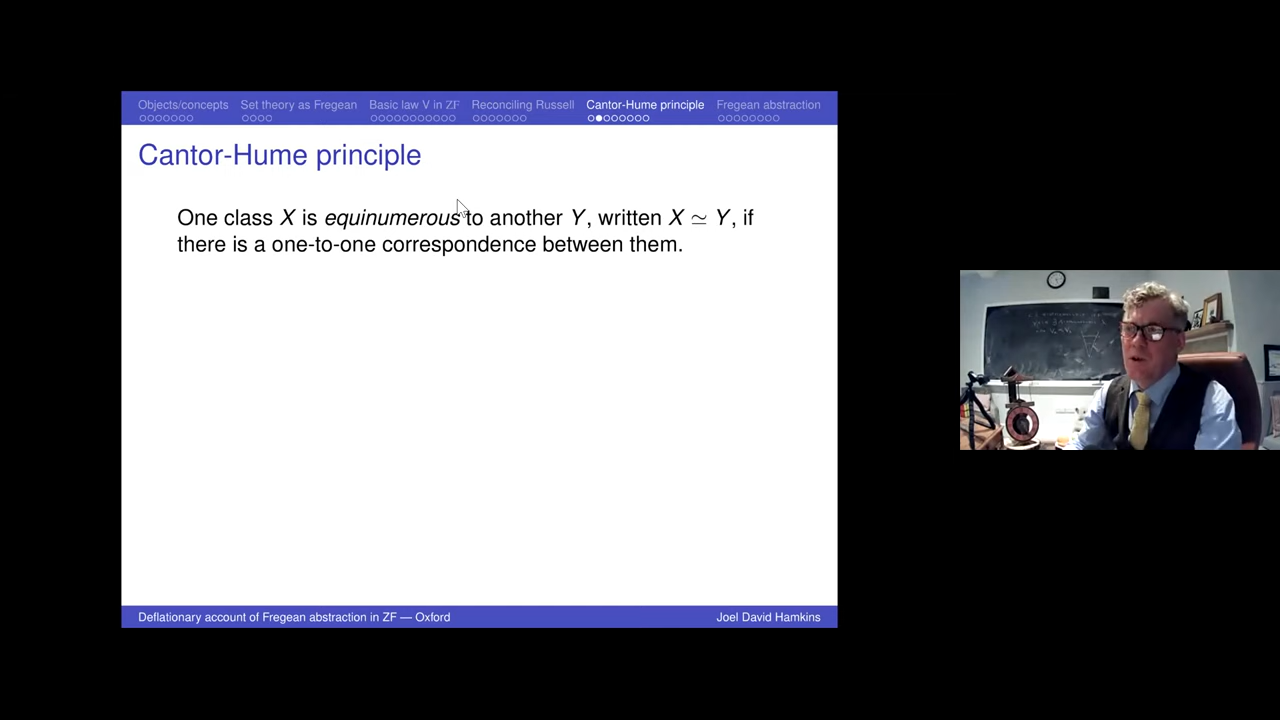 Objects/concepts Set theory as Fregean Basic law V in ZF Reconciling Russell Cantor-Hume principle Fregean abstraction
Cantor-Hume principle
One class X is equinumerous to another Y, written X ≃ Y, if
there is a one-to-one correspondence between them.
Deflationary account of Fregean abstraction in ZF — Oxford Joel David Hamkins